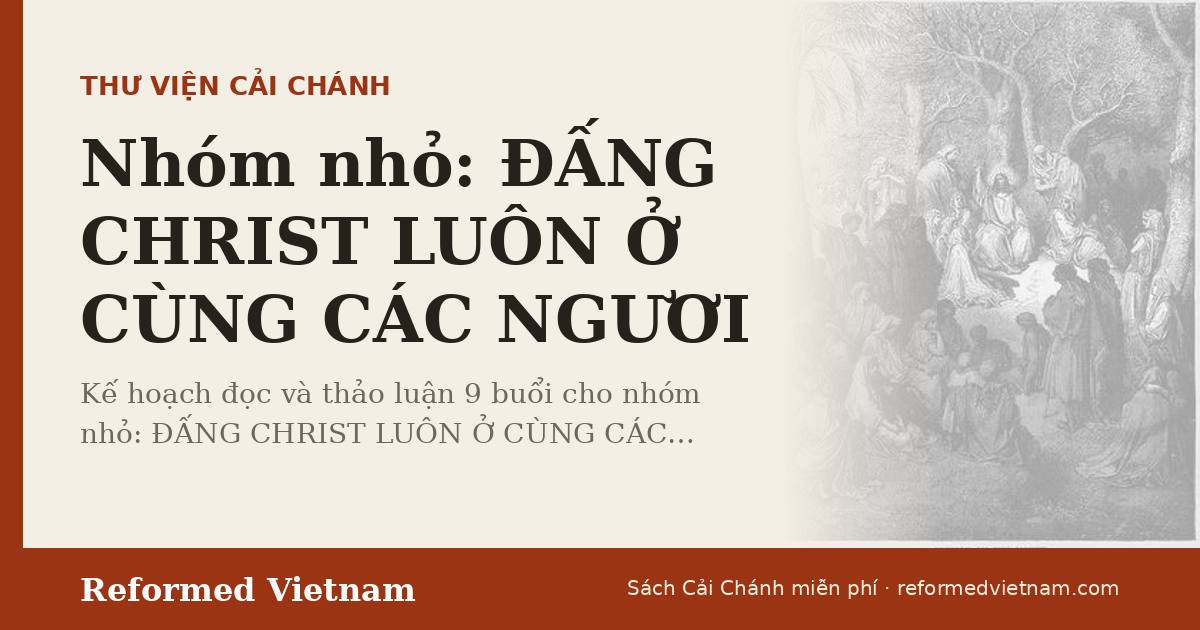 THƯ VIỆN CẢI CHÁNH
Nhóm nhỏ: ĐẤNG
CHRIST LUÔN Ở
CÙNG CÁC NGƯƠI
Kế hoạch đọc và thảo luận 9 buổi cho nhóm
nhỏ: ĐẤNG CHRIST LUÔN Ở CÙNG CÁC...
Reformed Vietnam
Sách Cải Chánh miễn phí · reformedvietnam.com